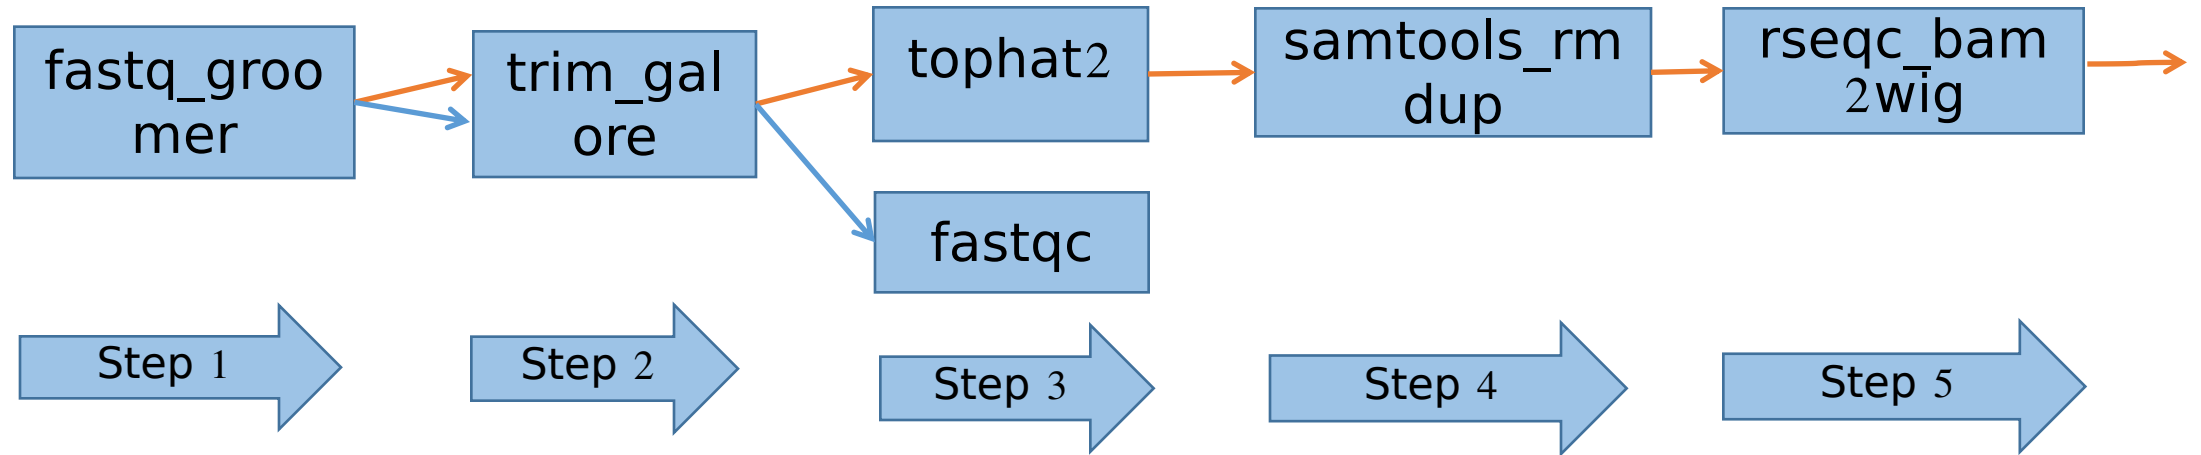 fastq_groo
mer
trim_gal
ore
tophat2
samtools_rm
dup
rseqc_bam
2wig
fastqc
Step 1
Step 2
Step 3
Step 4
Step 5